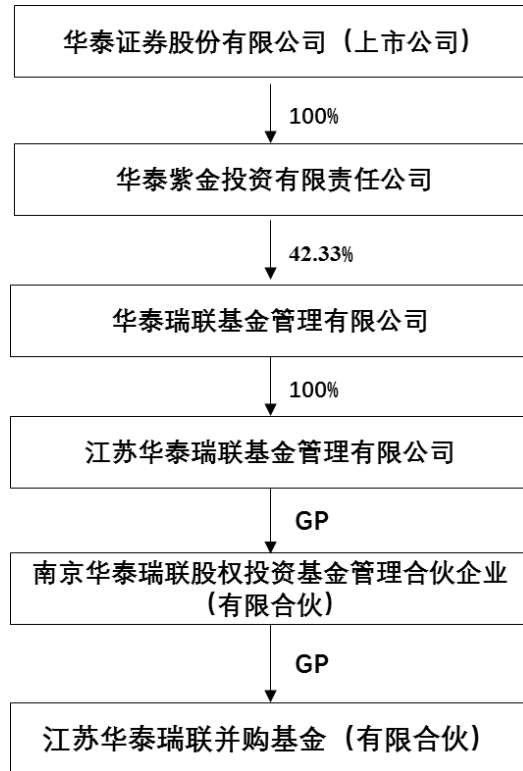 华泰证券股份有限公司（上市公司）
100%
华泰紫金投资有限责任公司
42.33%
华泰瑞联基金管理有限公司
100%
江苏华泰瑞联基金管理有限公司
GP
南京华泰瑞联股权投资基金管理合伙企业
（有限合伙）
GP
江苏华泰瑞联并购基金（有限合伙）